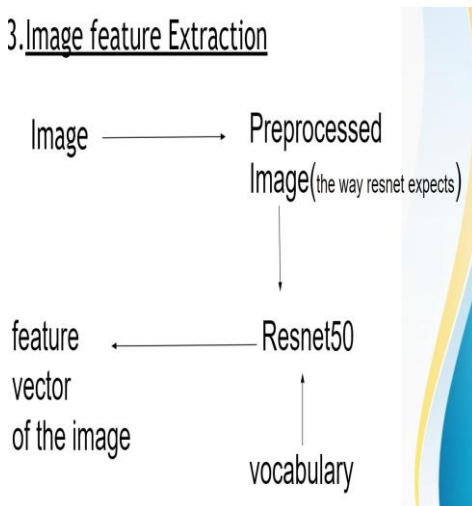 3.Image feature Extraction
Image
Preprocessed
Image(the way resnet expects)
Resnet50
feature
vector
of the image
vocabulary